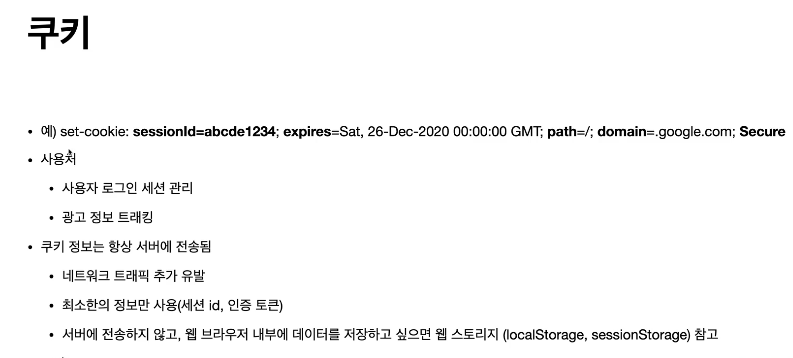 쿠키
• 예) set-cookie: sessionId=abcde1234; expires=Sat, 26-Dec-2020 00:00:00 GMT; path=/; domain=.google.com; Secure
• 사용처
• 사용자 로그인 세션 관리
• 광고 정보 트래킹
• 쿠키 정보는 항상 서버에 전송됨
• 네트워크 트래픽 추가 유발
• 최소한의 정보만 사용(세션 id, 인증 토큰)
• 서버에 전송하지 않고, 웹 브라우저 내부에 데이터를 저장하고 싶으면 웹 스토리지 (localStorage, sessionStorage) 참고